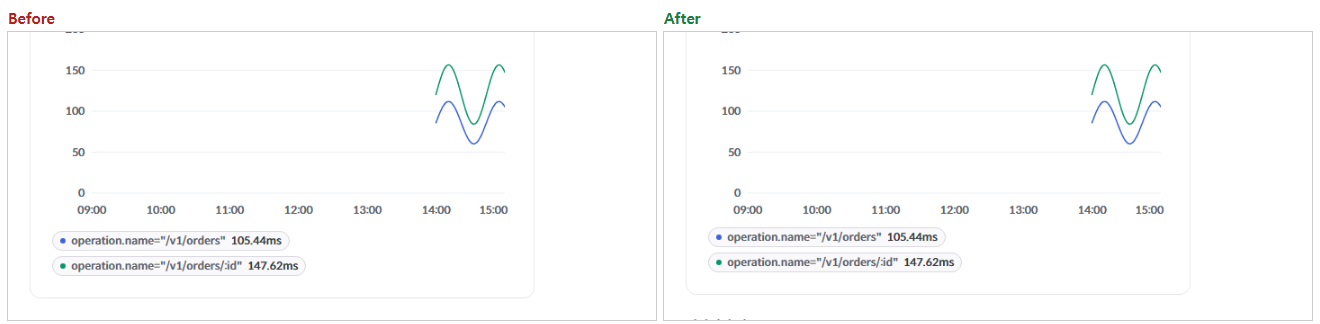 Before
150
100
50
0
09:00 10:00 11:00 12:00 13:00 14:00 15:00
operation.name="/v1/orders" 105.44ms
operation.name="/v1/orders/:id" 147.62ms
After
150
100
50
0
09:00 10:00 11:00 12:00 13:00 14:00 15:00
operation.name="/v1/orders" 105.44ms
operation.name="/v1/orders/:id" 147.62ms